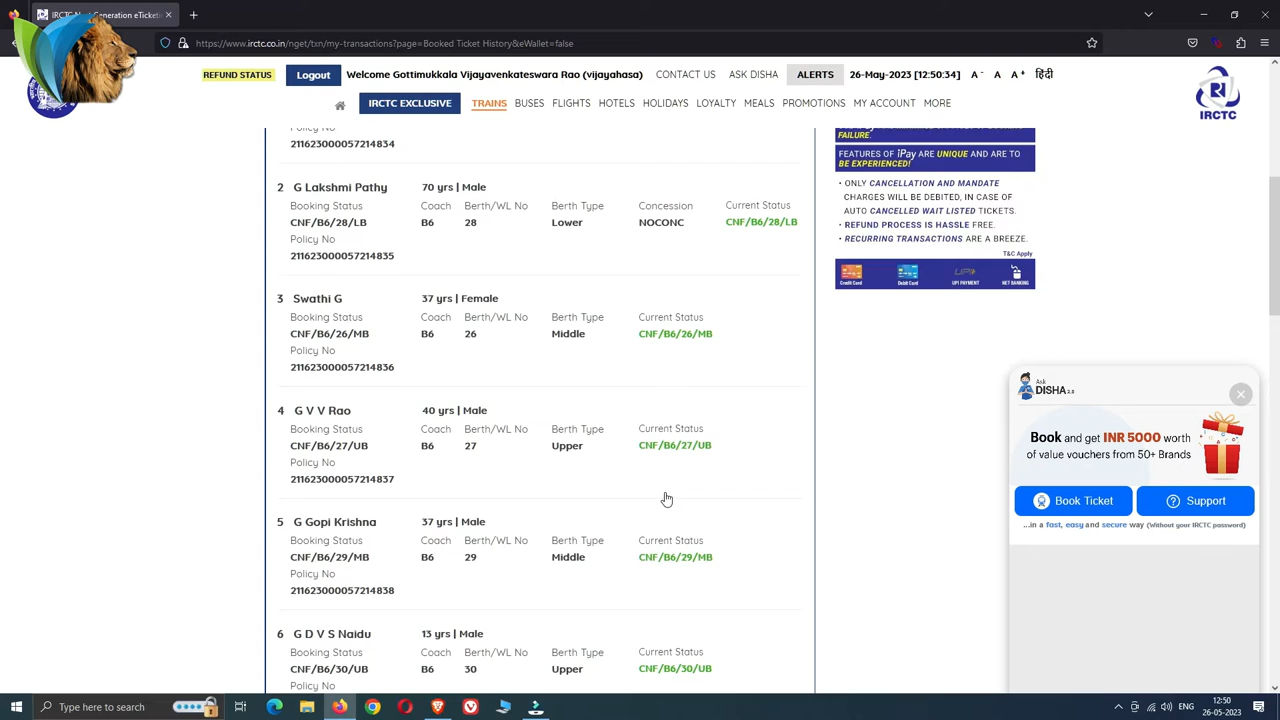 IRCTC Next Generation eTicketi
https://www.irctc.co.in/nget/txn/my-transactions?page=Booked Ticket History&eWallet=false
REFUND STATUS Logout Welcome Gottimukkala Vijayavenkateswara Rao (vijayahasa) CONTACT US ASK DISHA ALERTS 26-May-2023 [12:50:34] A - A A + हिंदी
IRCTC EXCLUSIVE TRAINS BUSES FLIGHTS HOTELS HOLIDAYS LOYALTY MEALS PROMOTIONS MY ACCOUNT MORE
IRCTC
Policy No
211623000057214834
2 G Lakshmi Pathy 70 yrs | Male
Booking Status Coach Berth/WL No Berth Type Concession Current Status
CNF/B6/28/LB B6 28 Lower NOCONC CNF/B6/28/LB
Policy No
211623000057214835
3 Swathi G 37 yrs | Female
Booking Status Coach Berth/WL No Berth Type Current Status
CNF/B6/26/MB B6 26 Middle CNF/B6/26/MB
Policy No
211623000057214836
4 G V V Rao 40 yrs | Male
Booking Status Coach Berth/WL No Berth Type Current Status
CNF/B6/27/UB B6 27 Upper CNF/B6/27/UB
Policy No
211623000057214837
5 G Gopi Krishna 37 yrs | Male
Booking Status Coach Berth/WL No Berth Type Current Status
CNF/B6/29/MB B6 29 Middle CNF/B6/29/MB
Policy No
211623000057214838
6 G D V S Naidu 13 yrs | Male
Booking Status Coach Berth/WL No Berth Type Current Status
CNF/B6/30/UB B6 30 Upper CNF/B6/30/UB
Policy No
FAILURE.
FEATURES OF iPay ARE UNIQUE AND ARE TO
BE EXPERIENCED!
• ONLY CANCELLATION AND MANDATE
CHARGES WILL BE DEBITED, IN CASE OF
AUTO CANCELLED WAIT LISTED TICKETS.
• REFUND PROCESS IS HASSLE FREE.
• RECURRING TRANSACTIONS ARE A BREEZE.
T&C Apply
Credit Card Debit Card UPI PAYMENT NET BANKING
Ask
DISHA 2.0
Book and get INR 5000 worth
of value vouchers from 50+ Brands
Book Ticket Support
...in a fast, easy and secure way (Without your IRCTC password)
Type here to search
ENG
12:50
26-05-2023